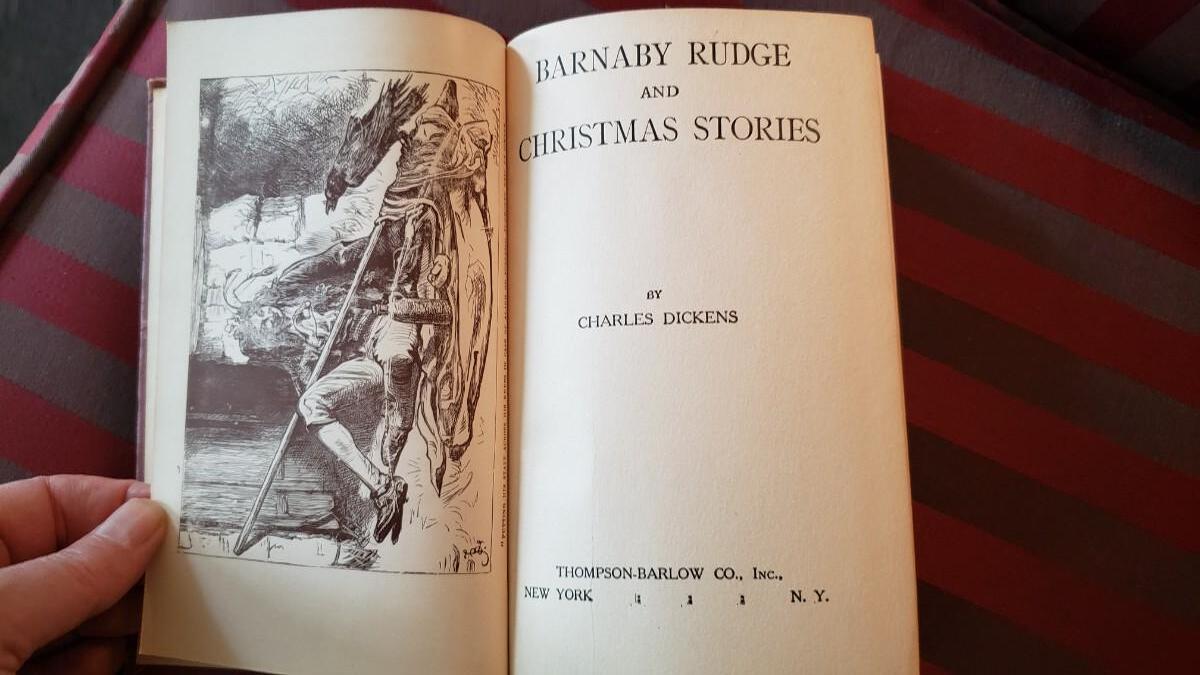 BARNABY RUDGE
AND
CHRISTMAS STORIES
BY
CHARLES DICKENS
THOMPSON-BARLOW CO., INC.,
NEW YORK : : : N. Y.